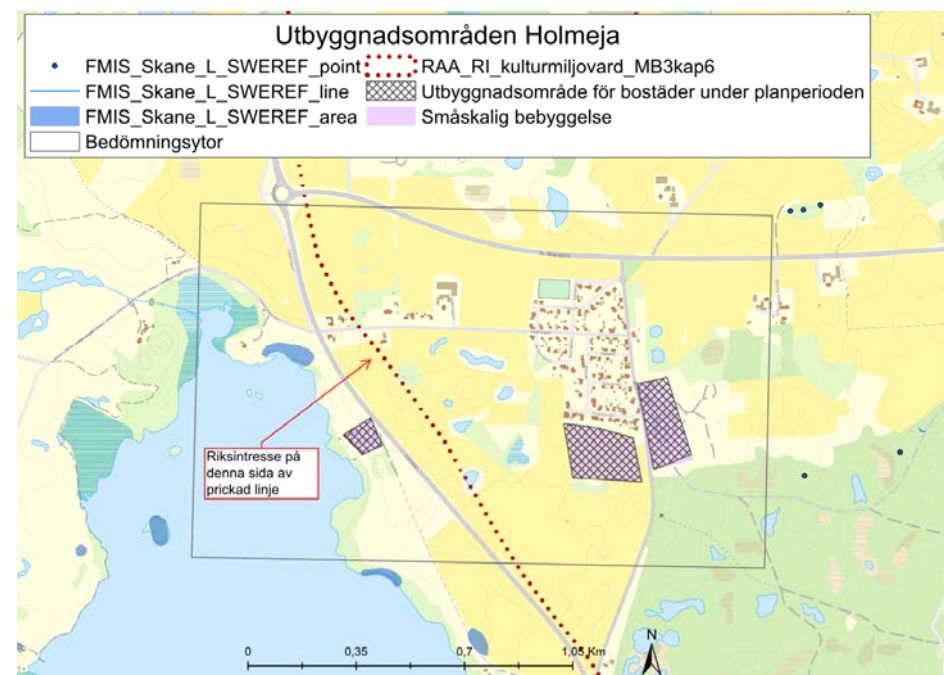 Utbyggnadsområden Holmeja
FMIS_Skane_L_SWEREF_point
RAA_RI_kulturmiljovard_MB3kap6
FMIS_Skane_L_SWEREF_line
Utbyggnadsområde för bostäder under planperioden
FMIS_Skane_L_SWEREF_area
Småskalig bebyggelse
Bedömningsytor
Riksintresse på
denna sida av
prickad linje
N
0 0,35 0,7 1,05 Km